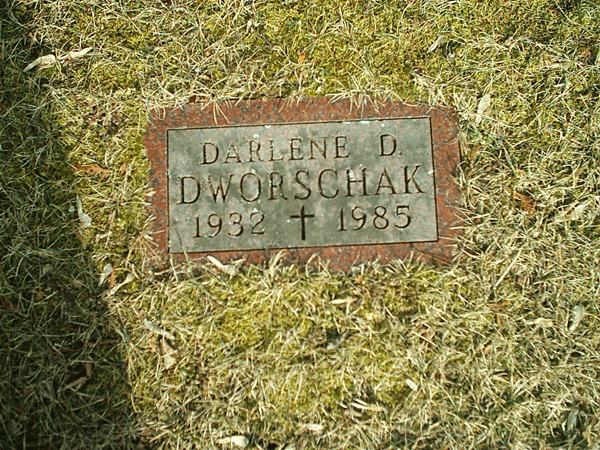 DARLENE D.
DWORSCHAK
1932 ✝ 1985